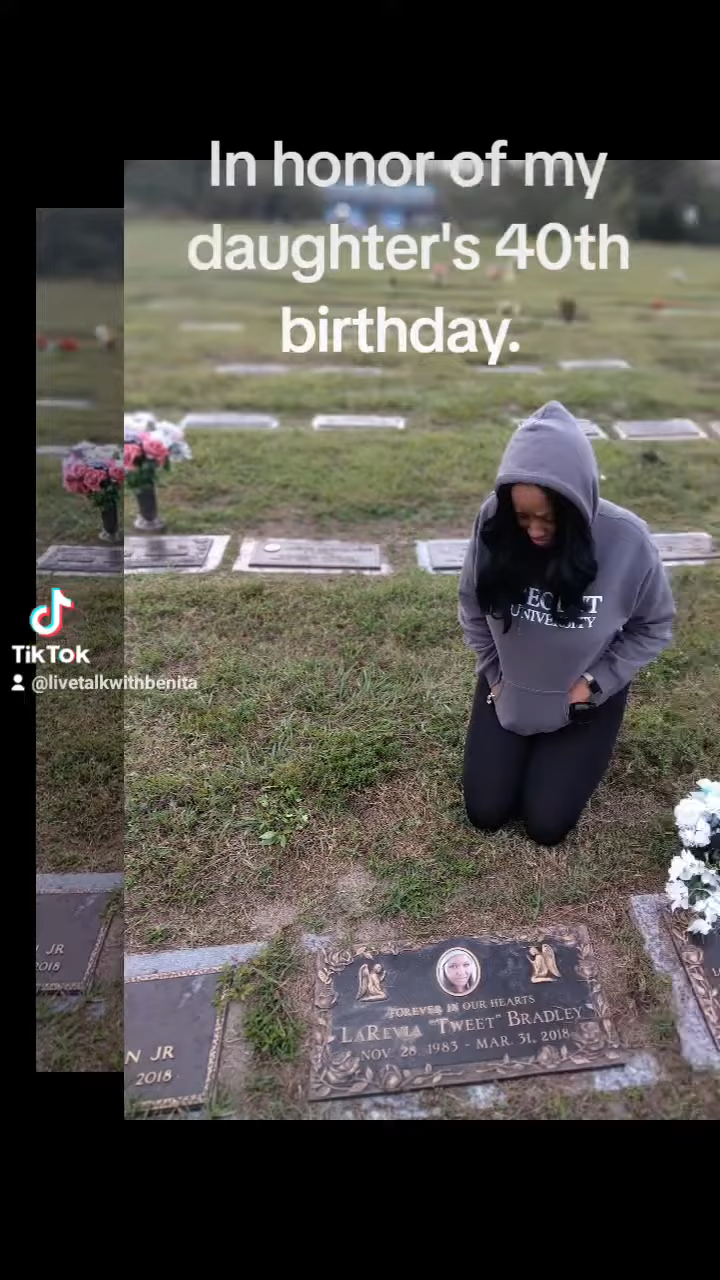 In honor of my
daughter's 40th
birthday.
UNIVERSITY
TikTok
@livetalkwithbenita
FOREVER IN OUR HEARTS
LAREVIA "TWEET" BRADLEY
NOV. 28, 1983 - MAR. 31, 2018
N JR
2018
JR
2018